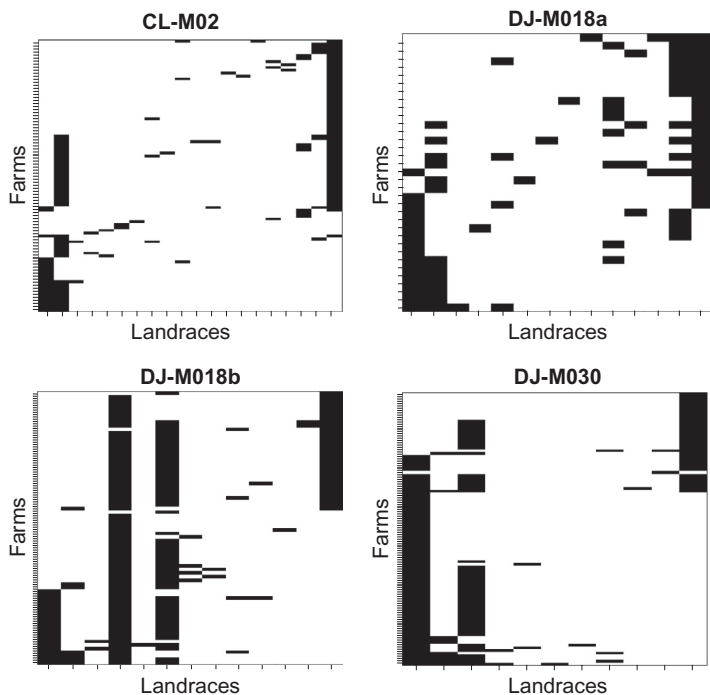 CL-M02
DJ-M018a
Farms
Farms
Landraces
Landraces
DJ-M018b
DJ-M030
Farms
Farms
Landraces
Landraces